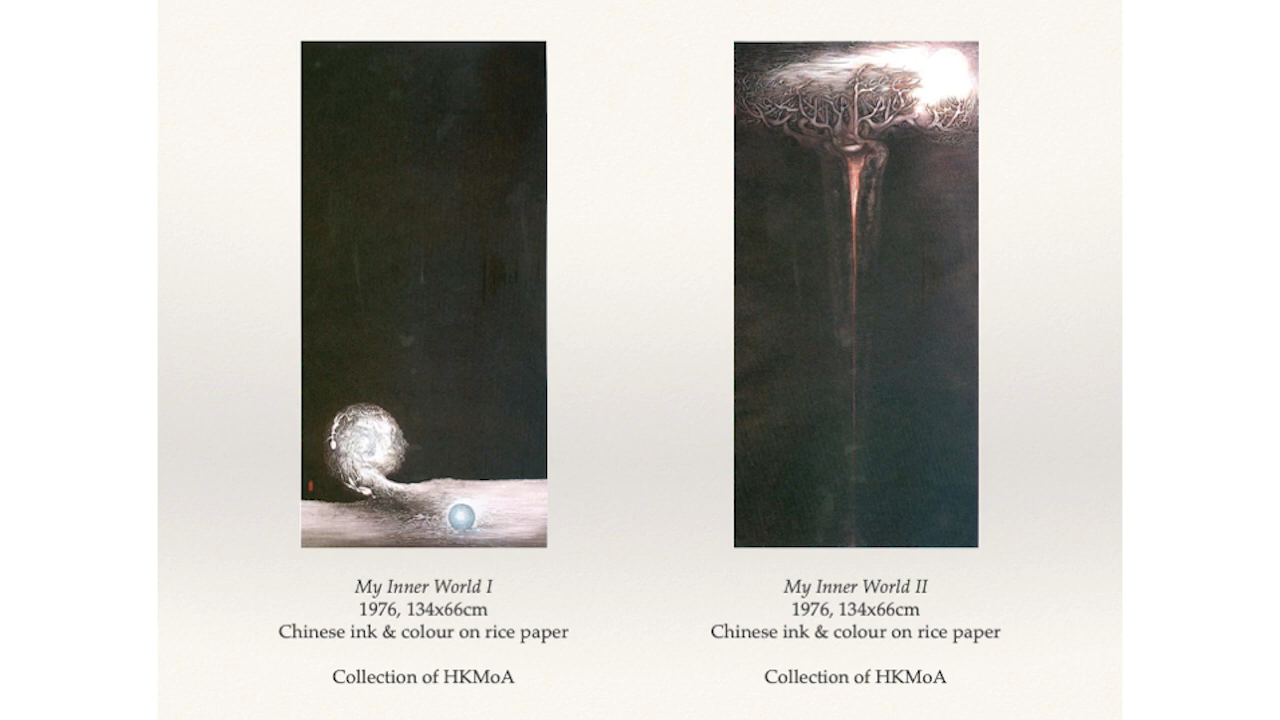 My Inner World I
1976, 134x66cm
Chinese ink & colour on rice paper
Collection of HKMoA
My Inner World II
1976, 134x66cm
Chinese ink & colour on rice paper
Collection of HKMoA